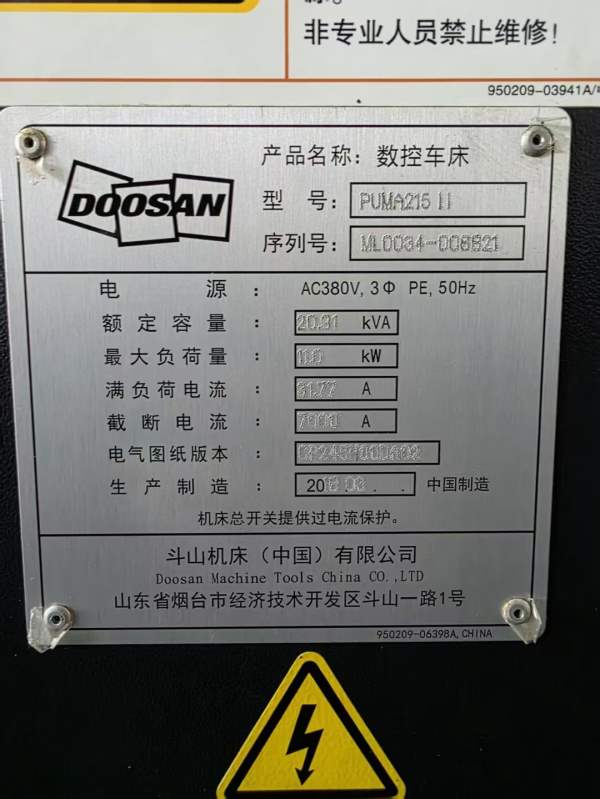 非专业人员禁止维修!
950209-03941A/
DOOSAN
产品名称: 数控车床
型 号: PUMA215 II
序列号:
电 源 : AC380V, 3Φ PE, 50Hz
额定容量 : 20.91 kVA
最大负荷量 : kW
满负荷电流 : 31.77 A
截断电流 : A
电气图纸版本 :
生产制造 : 中国制造
机床总开关提供过电流保护。
斗山机床(中国)有限公司
Doosan Machine Tools China CO.,LTD
山东省烟台市经济技术开发区斗山一路1号
950209-06398A, CHINA